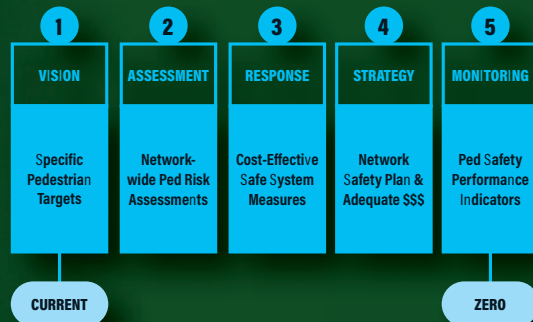 1
VISION
Specific
Pedestrian
Targets
2
ASSESSMENT
Network-
wide Ped Risk
Assessments
3
RESPONSE
Cost-Effective
Safe System
Measures
4
STRATEGY
Network
Safety Plan &
Adequate $$$
5
MONITORING
Ped Safety
Performance
Indicators
CURRENT
ZERO